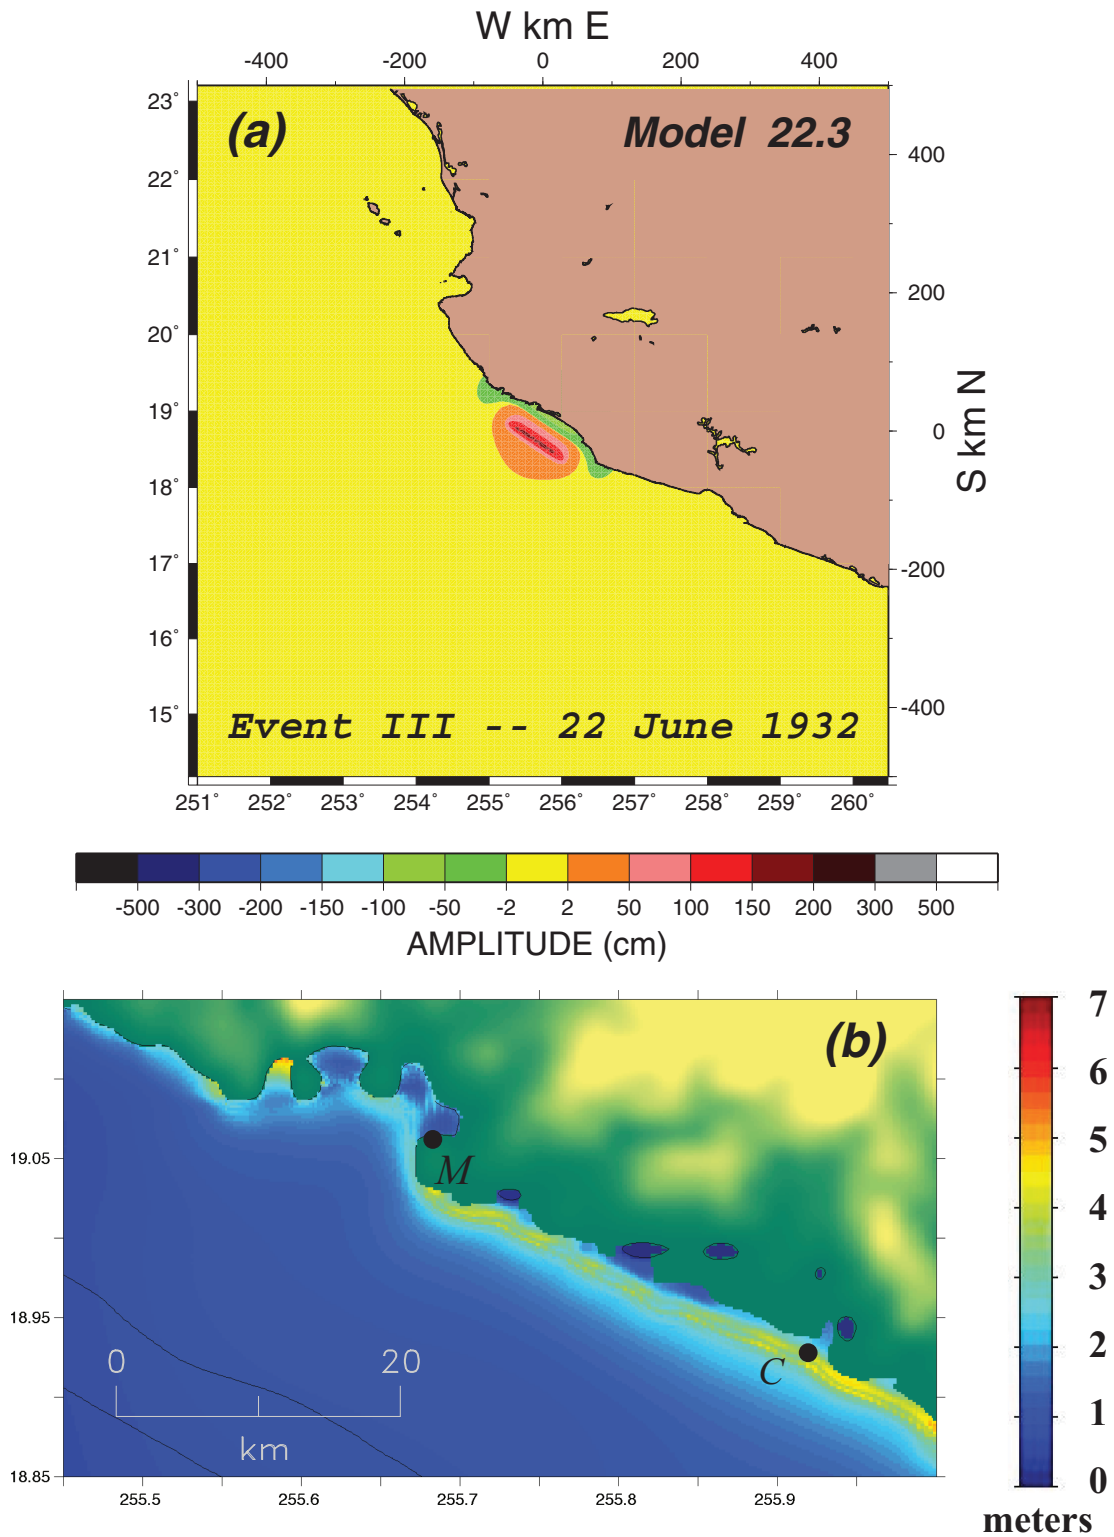 W km E
-400 -200 0 200 400
(a) Model 22.3
23°
22°
21°
20°
19°
18°
17°
16°
15°
400
200
0
-200
-400
S km N
Event III -- 22 June 1932
251° 252° 253° 254° 255° 256° 257° 258° 259° 260°
-500 -300 -200 -150 -100 -50 -2 2 50 100 150 200 300 500
AMPLITUDE (cm)
(b)
19.05
18.95
18.85
M
C
0 20
km
255.5 255.6 255.7 255.8 255.9
7
6
5
4
3
2
1
0
meters